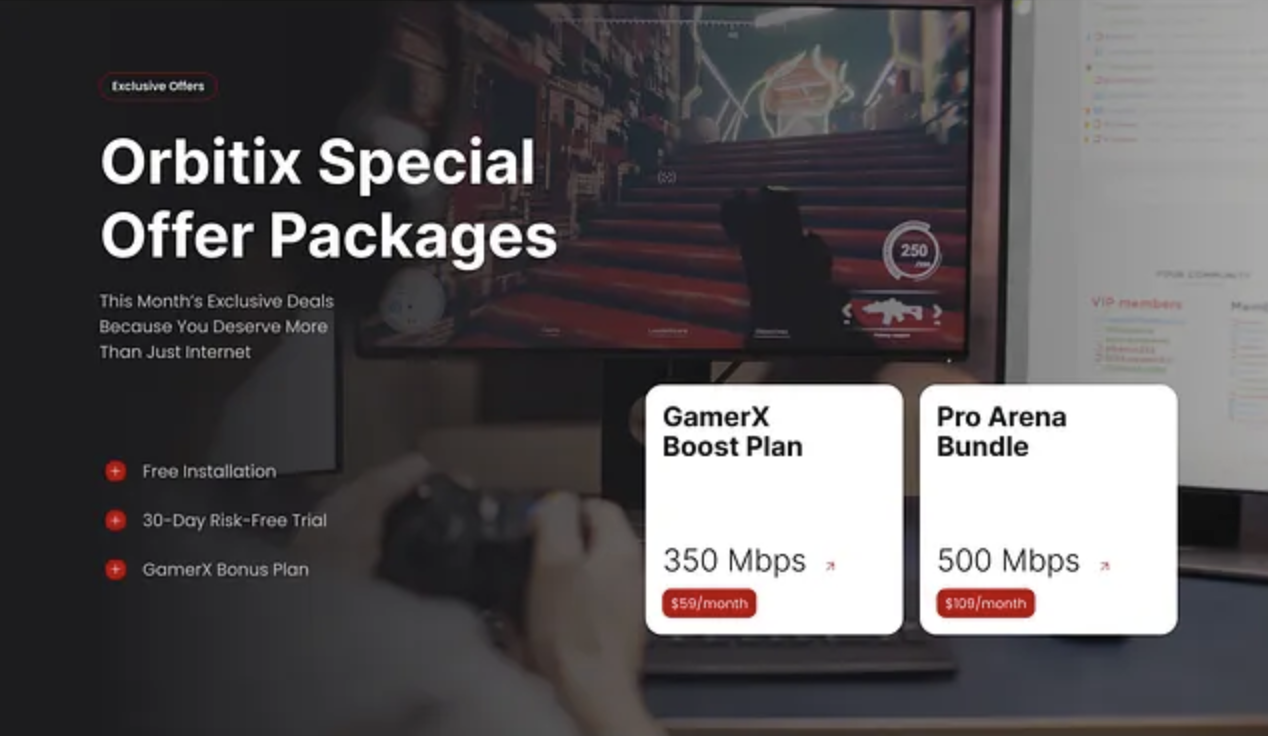 Exclusive Offers
Orbitix Special
Offer Packages
This Month's Exclusive Deals
Because You Deserve More
Than Just Internet
Free Installation
30-Day Risk-Free Trial
GamerX Bonus Plan
250
YOUR COMMUNITY
VIP members
GamerX
Boost Plan
350 Mbps
$59/month
Pro Arena
Bundle
500 Mbps
$109/month